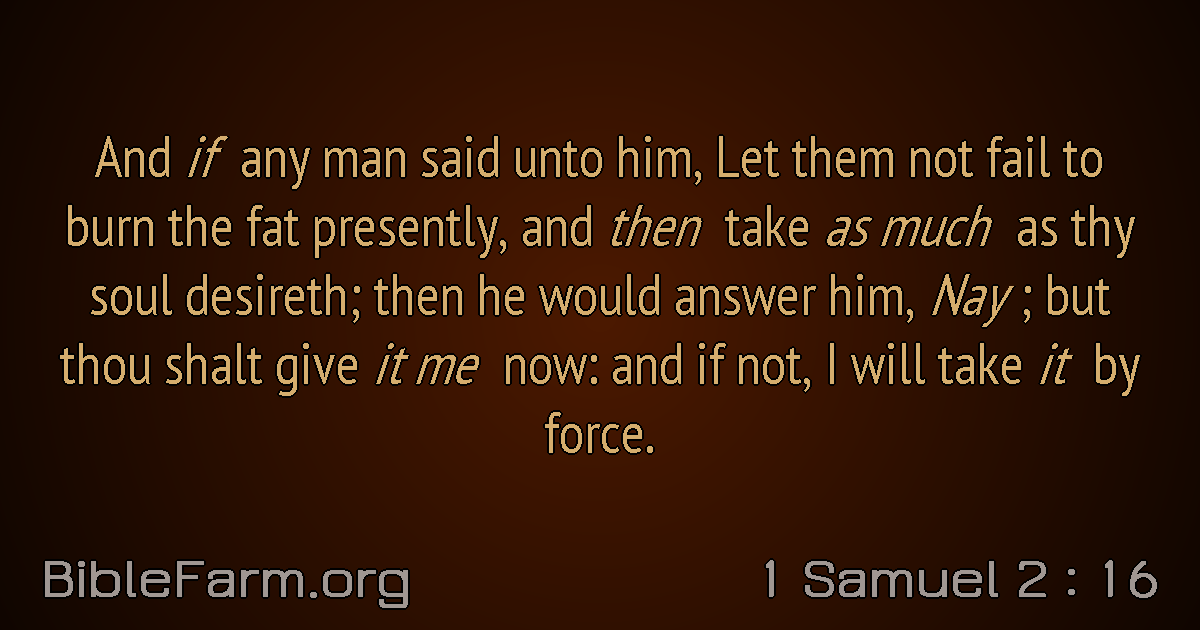 And if any man said unto him, Let them not fail to
burn the fat presently, and then take as much as thy
soul desireth; then he would answer him, Nay ; but
thou shalt give it me now: and if not, I will take it by
force.
BibleFarm.org
1 Samuel 2 : 16